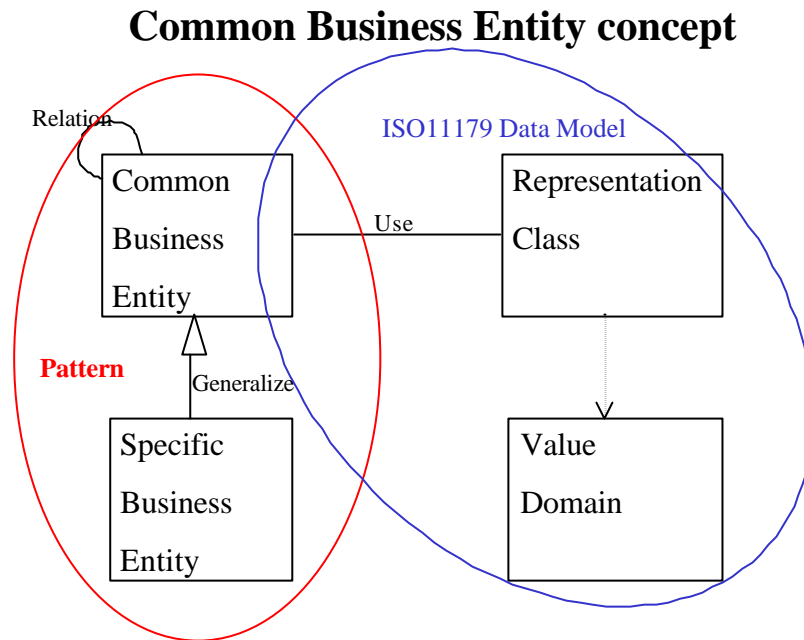 Common Business Entity concept
Relation
ISO11179 Data Model
Common
Business
Entity
Use
Representation
Class
Pattern
Generalize
Specific
Business
Entity
Value
Domain